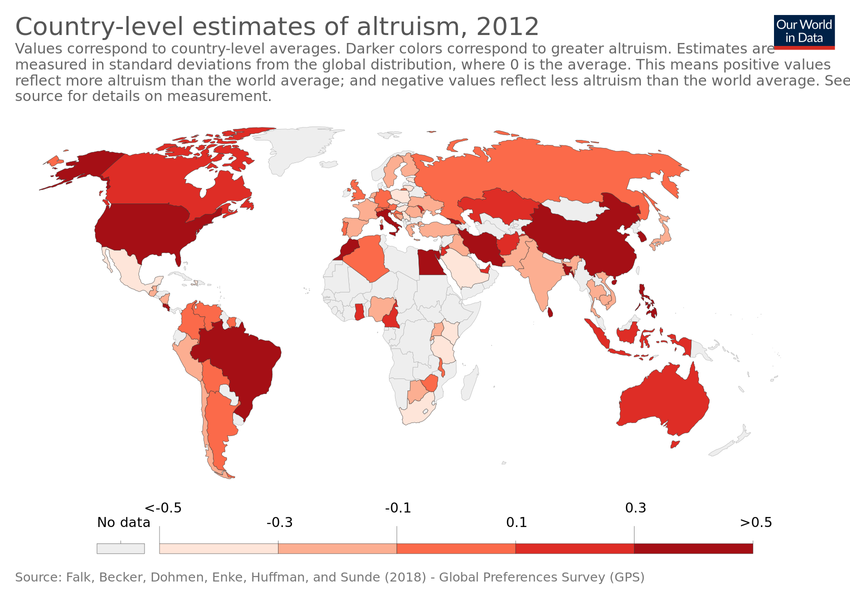 Country-level estimates of altruism, 2012
Our World
in Data
Values correspond to country-level averages. Darker colors correspond to greater altruism. Estimates are
measured in standard deviations from the global distribution, where 0 is the average. This means positive values
reflect more altruism than the world average; and negative values reflect less altruism than the world average. See
source for details on measurement.
<-0.5 -0.1 0.3
No data -0.3 0.1 >0.5
Source: Falk, Becker, Dohmen, Enke, Huffman, and Sunde (2018) - Global Preferences Survey (GPS)